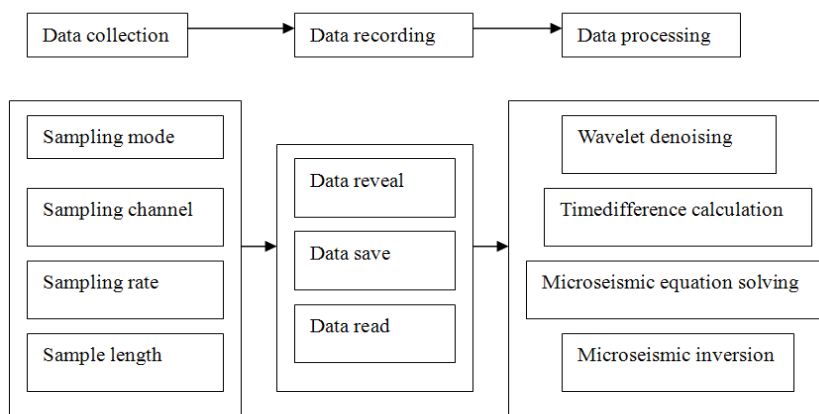 Data collection
Data recording
Data processing
Sampling mode
Sampling channel
Sampling rate
Sample length
Data reveal
Data save
Data read
Wavelet denoising
Timedifference calculation
Microseismic equation solving
Microseismic inversion